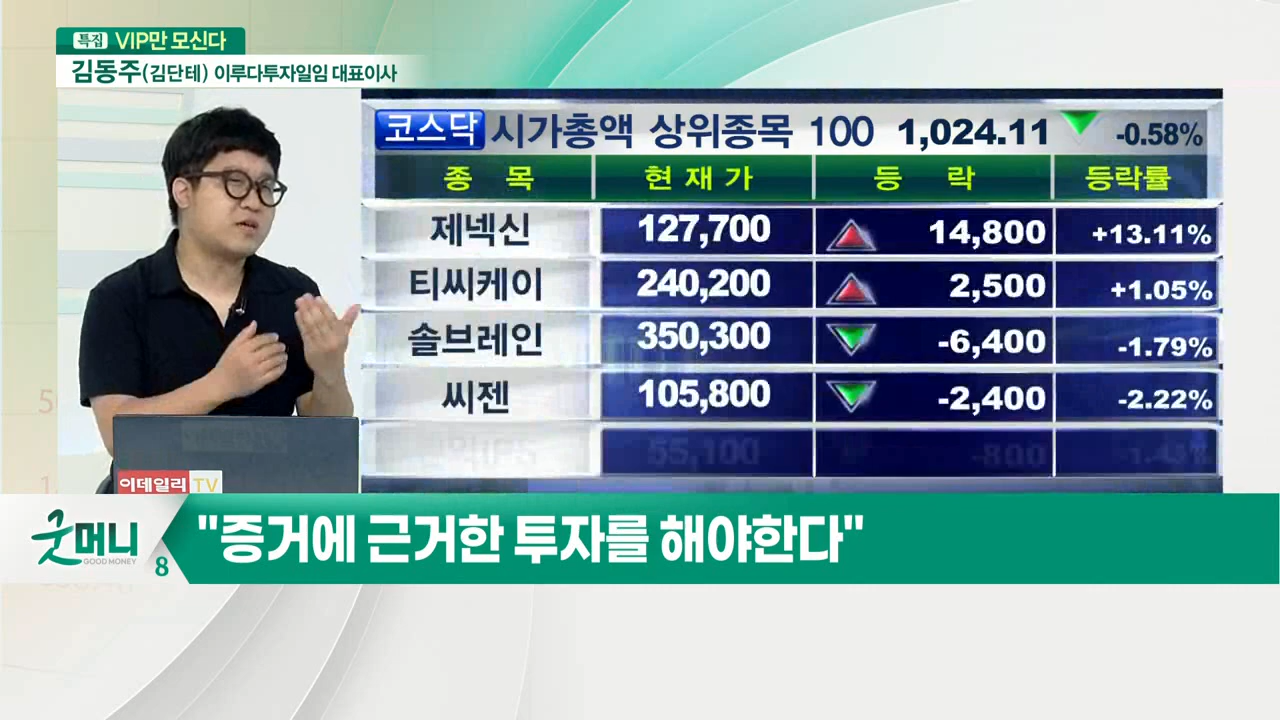 특집 VIP만 모신다
김동주(김단테) 이루다투자일임 대표이사
코스닥 시가총액 상위종목 100 1,024.11 -0.58%
종 목 현 재 가 등 락 등락률
제넥신 127,700 14,800 +13.11%
티씨케이 240,200 2,500 +1.05%
솔브레인 350,300 -6,400 -1.79%
씨젠 105,800 -2,400 -2.22%
55,100 -800
이데일리 TV
굿머니
GOOD MONEY
8
"증거에 근거한 투자를 해야한다"